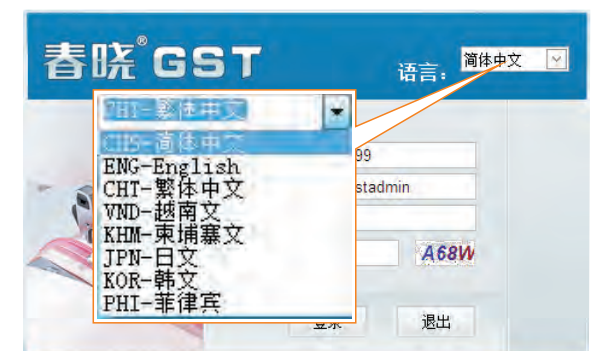 春晓®GST
语言：
简体中文
CHT-繁体中文
CHS-简体中文
ENG-English
CHT-繁体中文
VND-越南文
KHM-柬埔寨文
JPN-日文
KOR-韩文
PHI-菲律宾
99
stadmin
A68W
登录
退出